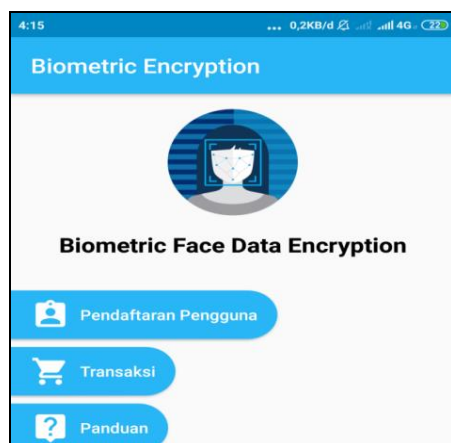 4:15 ... 0,2KB/d 4G 22
Biometric Encryption
Biometric Face Data Encryption
Pendaftaran Pengguna
Transaksi
Panduan